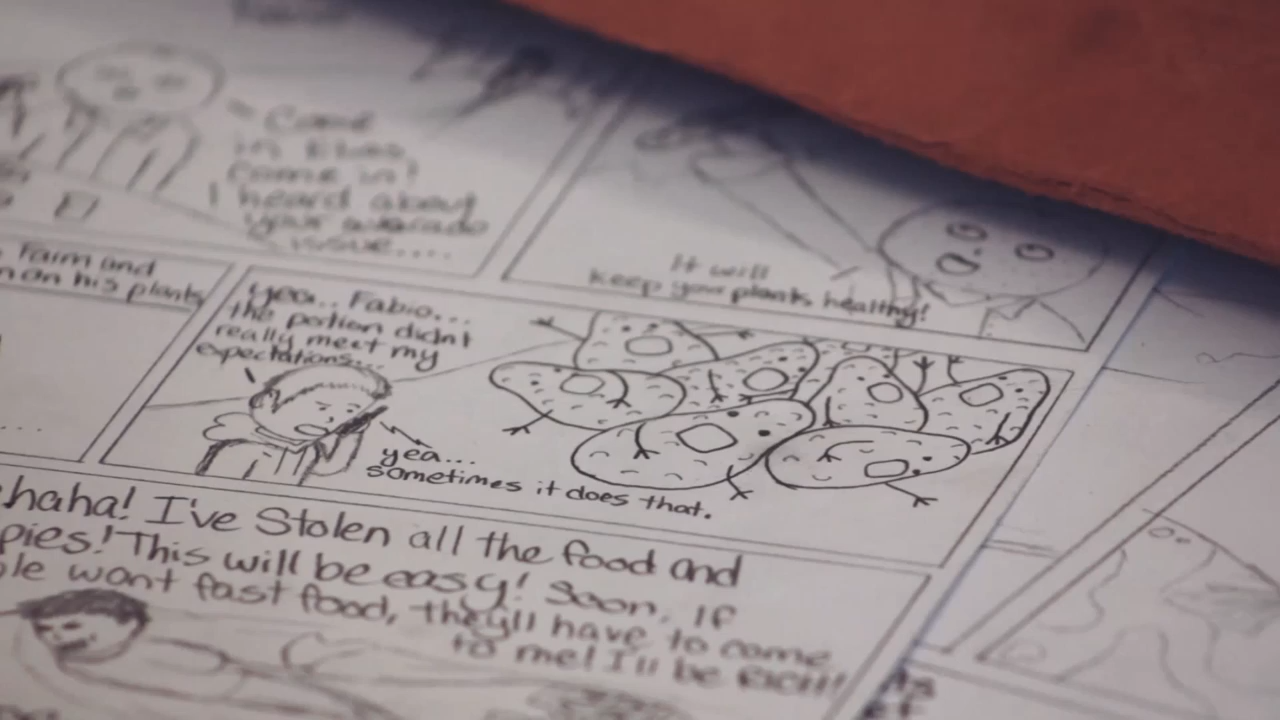 Come
in Elias,
come in!
I heard about
your avocado
issue....
It will
keep your plants healthy!
Farm and
on his plants
yea.. Fabio...
the portion didn't
really meet my
expectations...
yea...
sometimes it does that.
haha! I've Stolen all the food and
pies! This will be easy! Soon, If
ple want fast food, they'll have to come
to me! I'll be RICH!